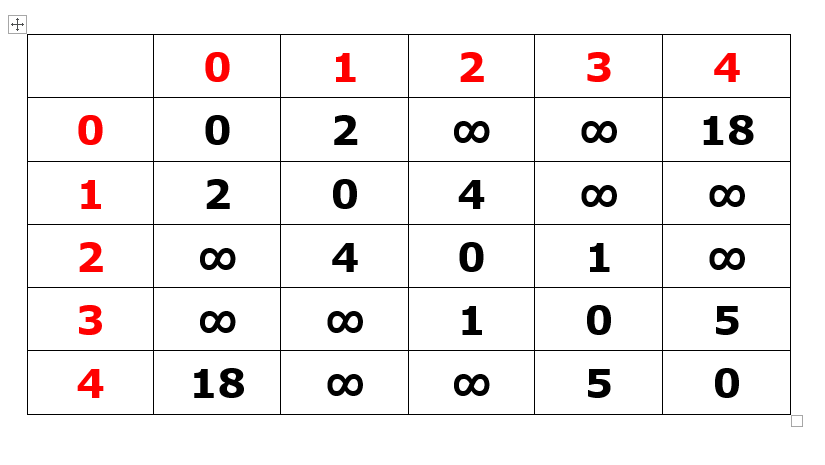 0 1 2 3 4
0 0 2 ∞ ∞ 18
1 2 0 4 ∞ ∞
2 ∞ 4 0 1 ∞
3 ∞ ∞ 1 0 5
4 18 ∞ ∞ 5 0